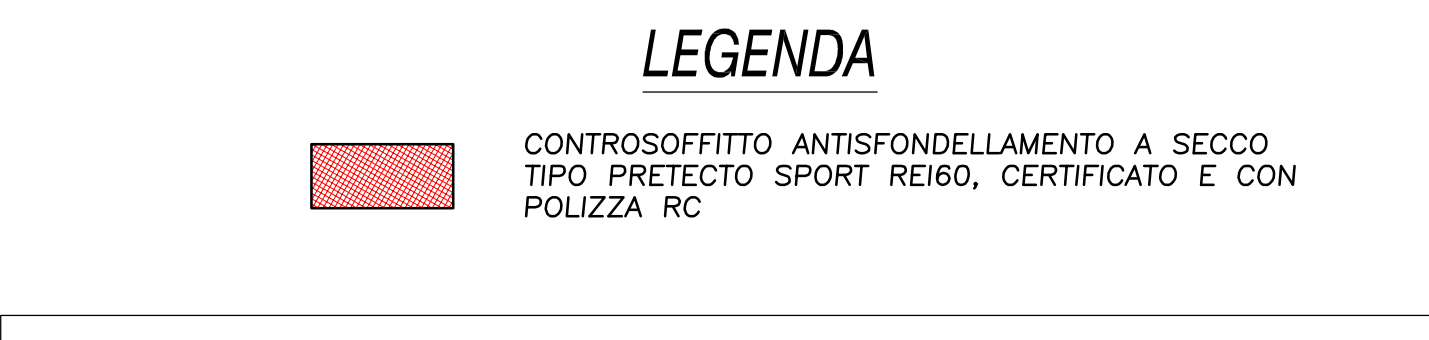 LEGENDA
CONTROSOFFITTO ANTISFONDELLAMENTO A SECCO
TIPO PRETECTO SPORT REI60, CERTIFICATO E CON
POLIZZA RC